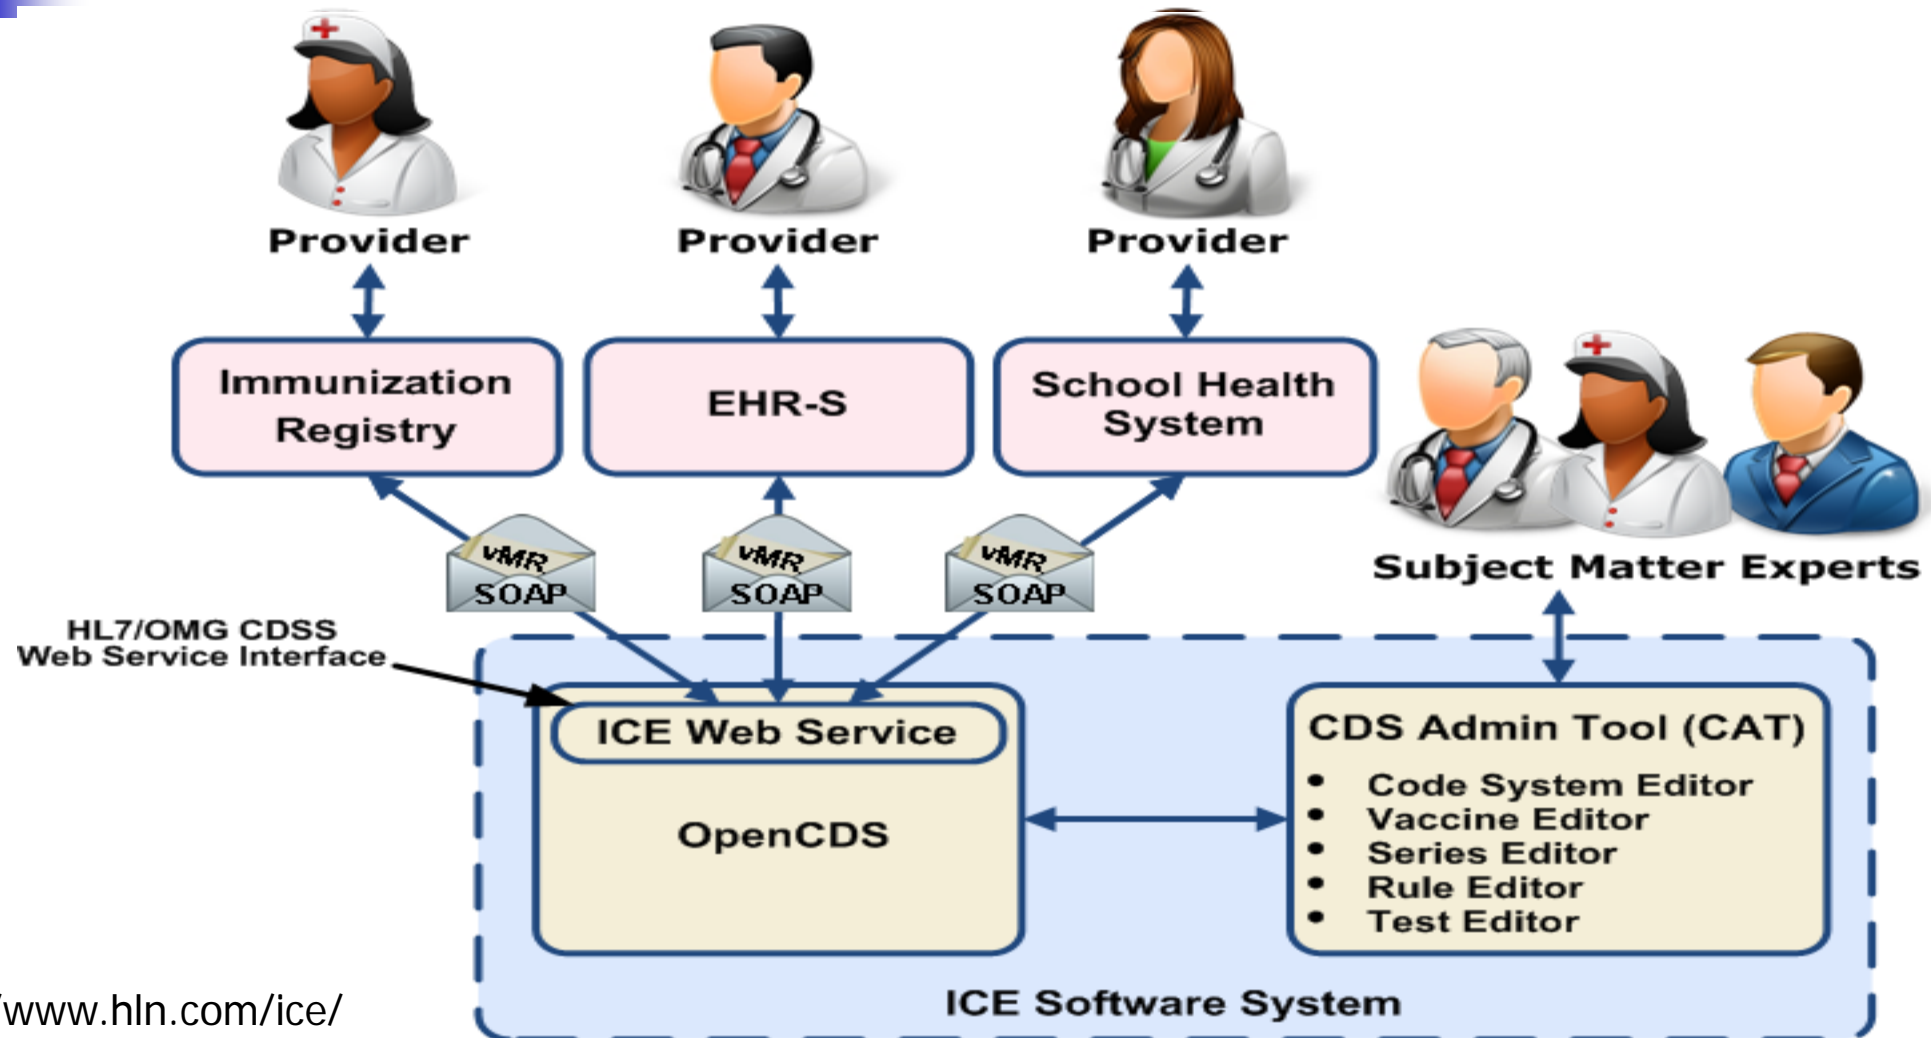 Provider
Provider
Provider
Immunization
Registry
EHR-S
School Health
System
vMR
SOAP
vMR
SOAP
vMR
SOAP
Subject Matter Experts
HL7/OMG CDSS
Web Service Interface
ICE Web Service
OpenCDS
CDS Admin Tool (CAT)
• Code System Editor
• Vaccine Editor
• Series Editor
• Rule Editor
• Test Editor
ICE Software System
/www.hln.com/ice/